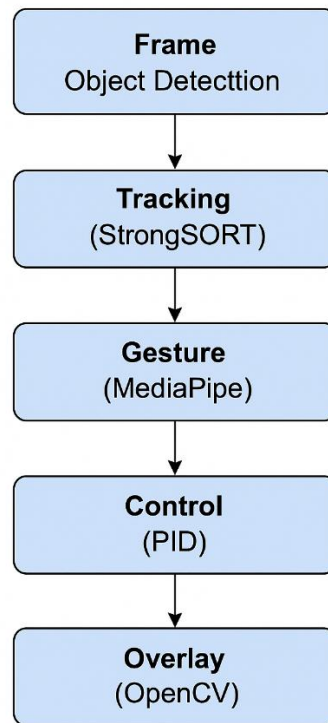 Frame
Object Detecttion
Tracking
(StrongSORT)
Gesture
(MediaPipe)
Control
(PID)
Overlay
(OpenCV)